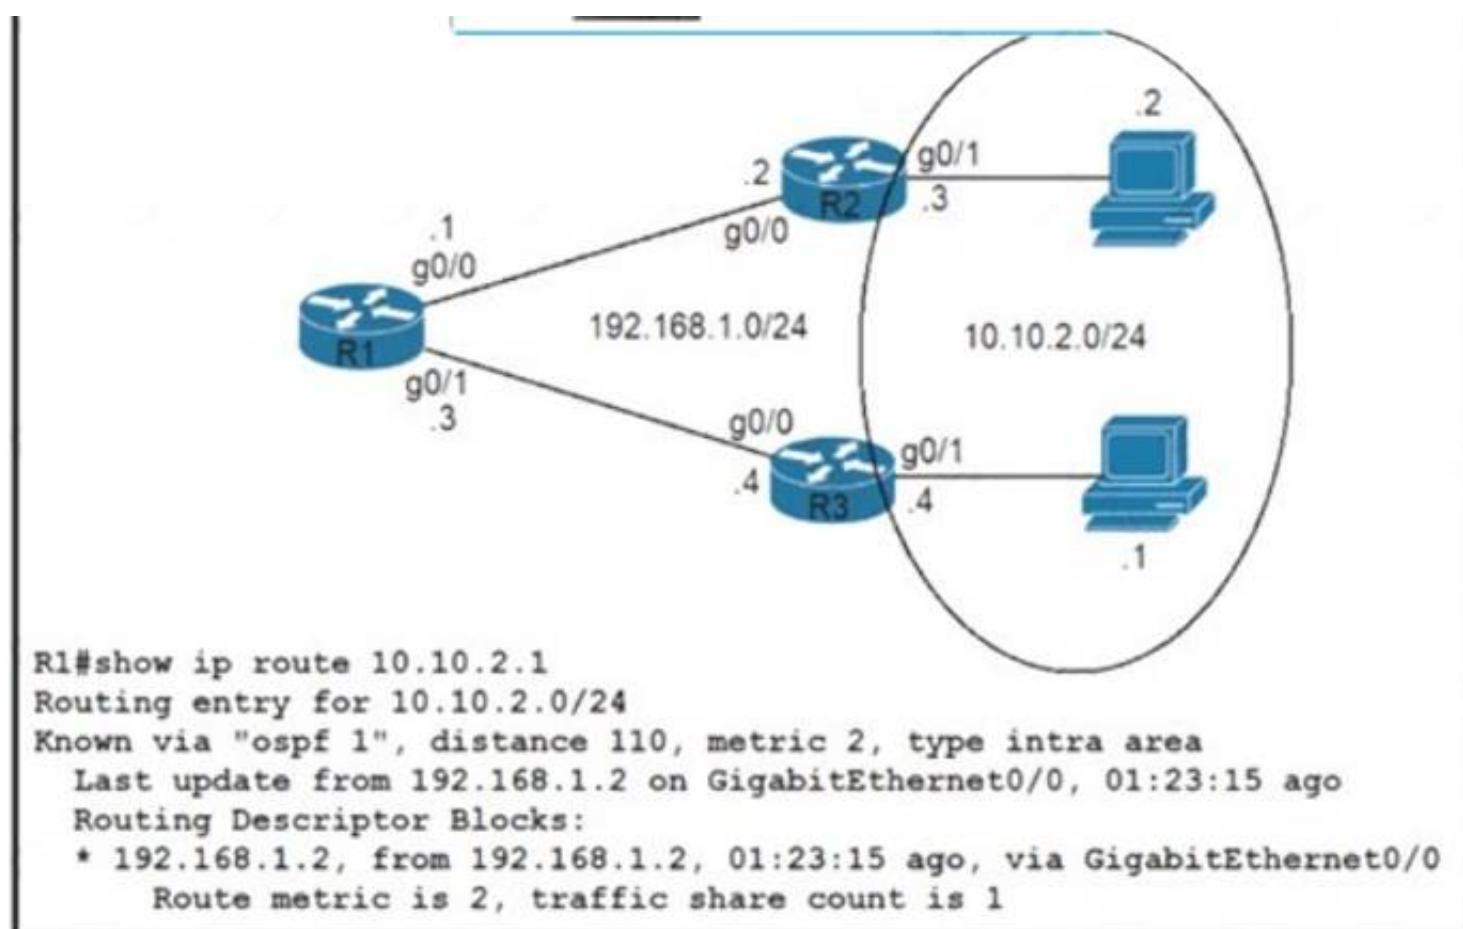 .2
g0/1
.2
.3
R2
g0/0
.1
g0/0
192.168.1.0/24
10.10.2.0/24
R1
g0/1
.3
g0/0
g0/1
.4
.4
R3
.1
R1#show ip route 10.10.2.1
Routing entry for 10.10.2.0/24
Known via "ospf 1", distance 110, metric 2, type intra area
Last update from 192.168.1.2 on GigabitEthernet0/0, 01:23:15 ago
Routing Descriptor Blocks:
* 192.168.1.2, from 192.168.1.2, 01:23:15 ago, via GigabitEthernet0/0
Route metric is 2, traffic share count is 1